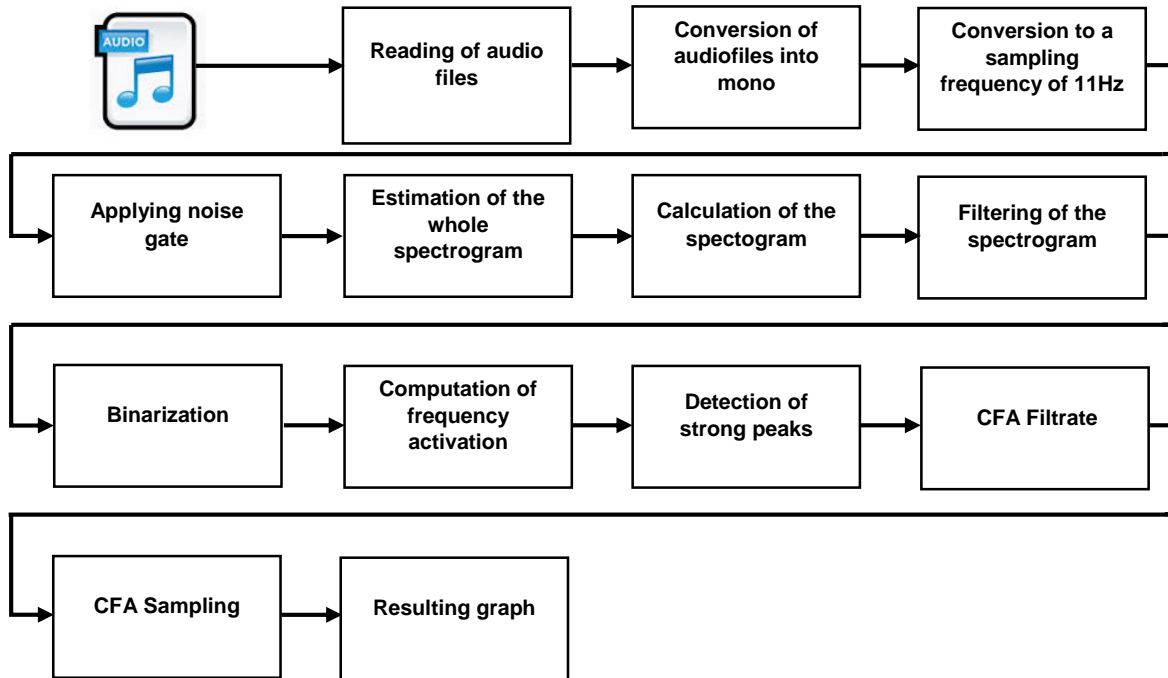 AUDIO
Reading of audio
files
Conversion of
audiofiles into
mono
Conversion to a
sampling
frequency of 11Hz
Applying noise
gate
Estimation of the
whole
spectrogram
Calculation of the
spectogram
Filtering of the
spectrogram
Binarization
Computation of
frequency
activation
Detection of
strong peaks
CFA Filtrate
CFA Sampling
Resulting graph